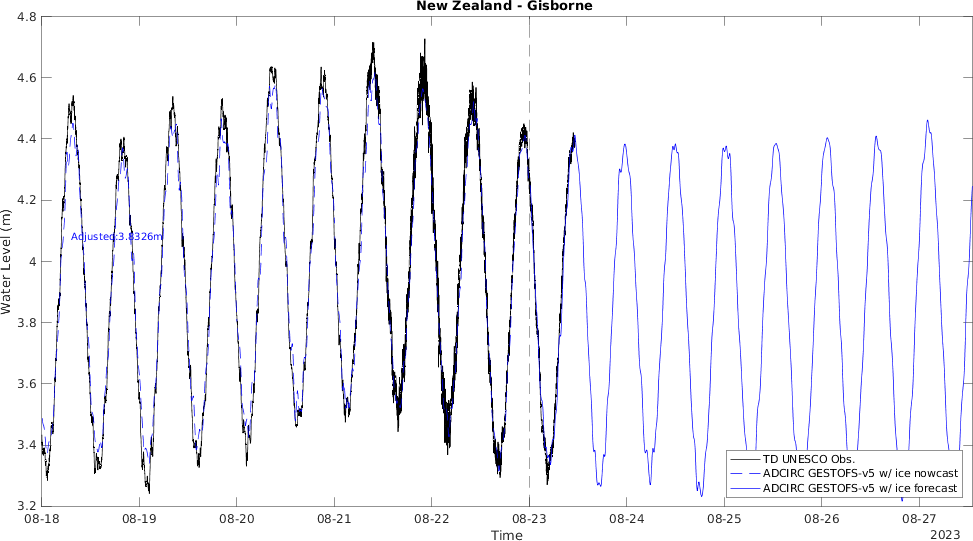 New Zealand - Gisborne
4.8
4.6
4.4
4.2
4
3.8
3.6
3.4
3.2
Water Level (m)
Adjusted:3.8326m
TD UNESCO Obs.
ADCIRC GESTOFS-v5 w/ ice nowcast
ADCIRC GESTOFS-v5 w/ ice forecast
08-18 08-19 08-20 08-21 08-22 08-23 08-24 08-25 08-26 08-27
Time
2023